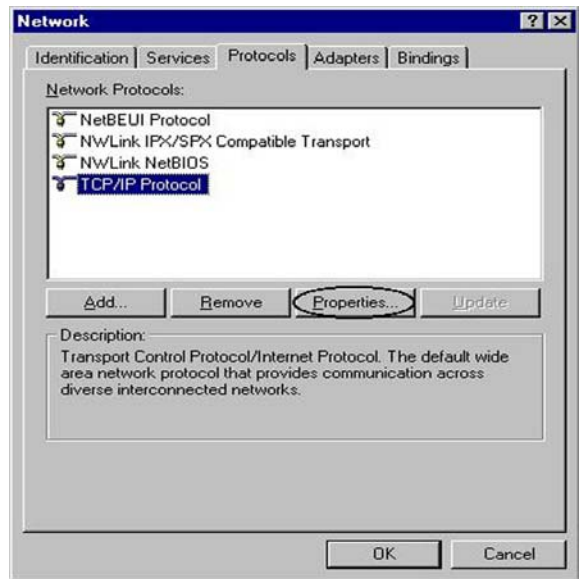 Network
Identification Services Protocols Adapters Bindings
Network Protocols:
NetBEUI Protocol
NWLink IPX/SPX Compatible Transport
NWLink NetBIOS
TCP/IP Protocol
Add... Remove Properties... Update
Description:
Transport Control Protocol/Internet Protocol. The default wide
area network protocol that provides communication across
diverse interconnected networks.
OK Cancel